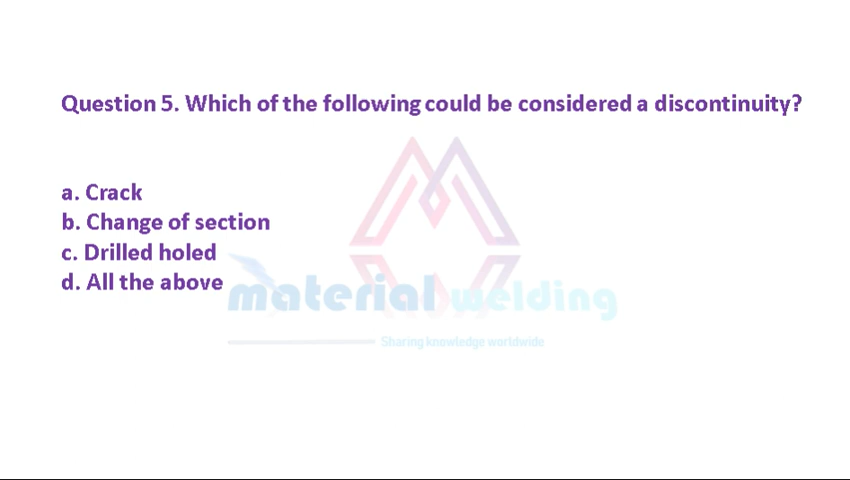 Question 5. Which of the following could be considered a discontinuity?
a. Crack
b. Change of section
c. Drilled holed
d. All the above
material welding
Sharing knowledge worldwide